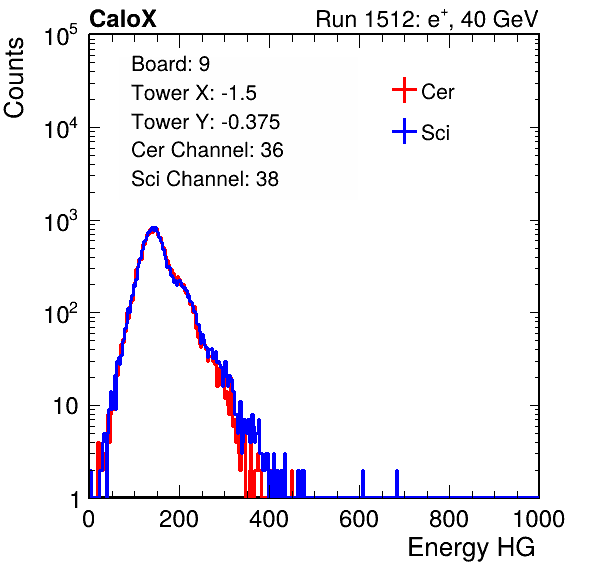 CaloX Run 1512: e⁺, 40 GeV
Counts
10⁵
10⁴
10³
10²
10
1
Board: 9
Tower X: -1.5
Tower Y: -0.375
Cer Channel: 36
Sci Channel: 38
Cer
Sci
0 200 400 600 800 1000
Energy HG